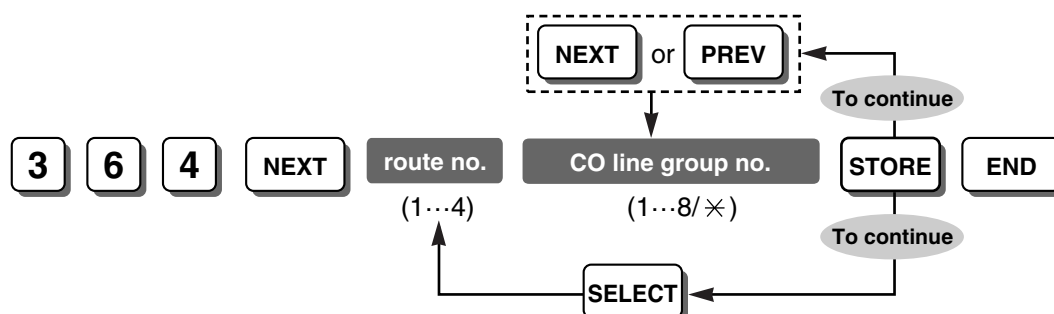 NEXT or PREV
To continue
3 6 4 NEXT route no. CO line group no. STORE END
(1···4) (1···8/✳)
To continue
SELECT